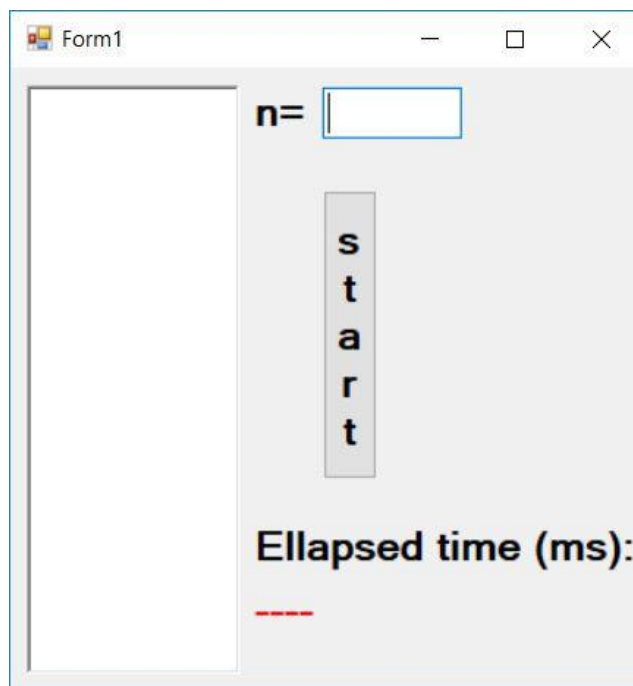 Form1
n=
s
t
a
r
t
Ellapsed time (ms):
----